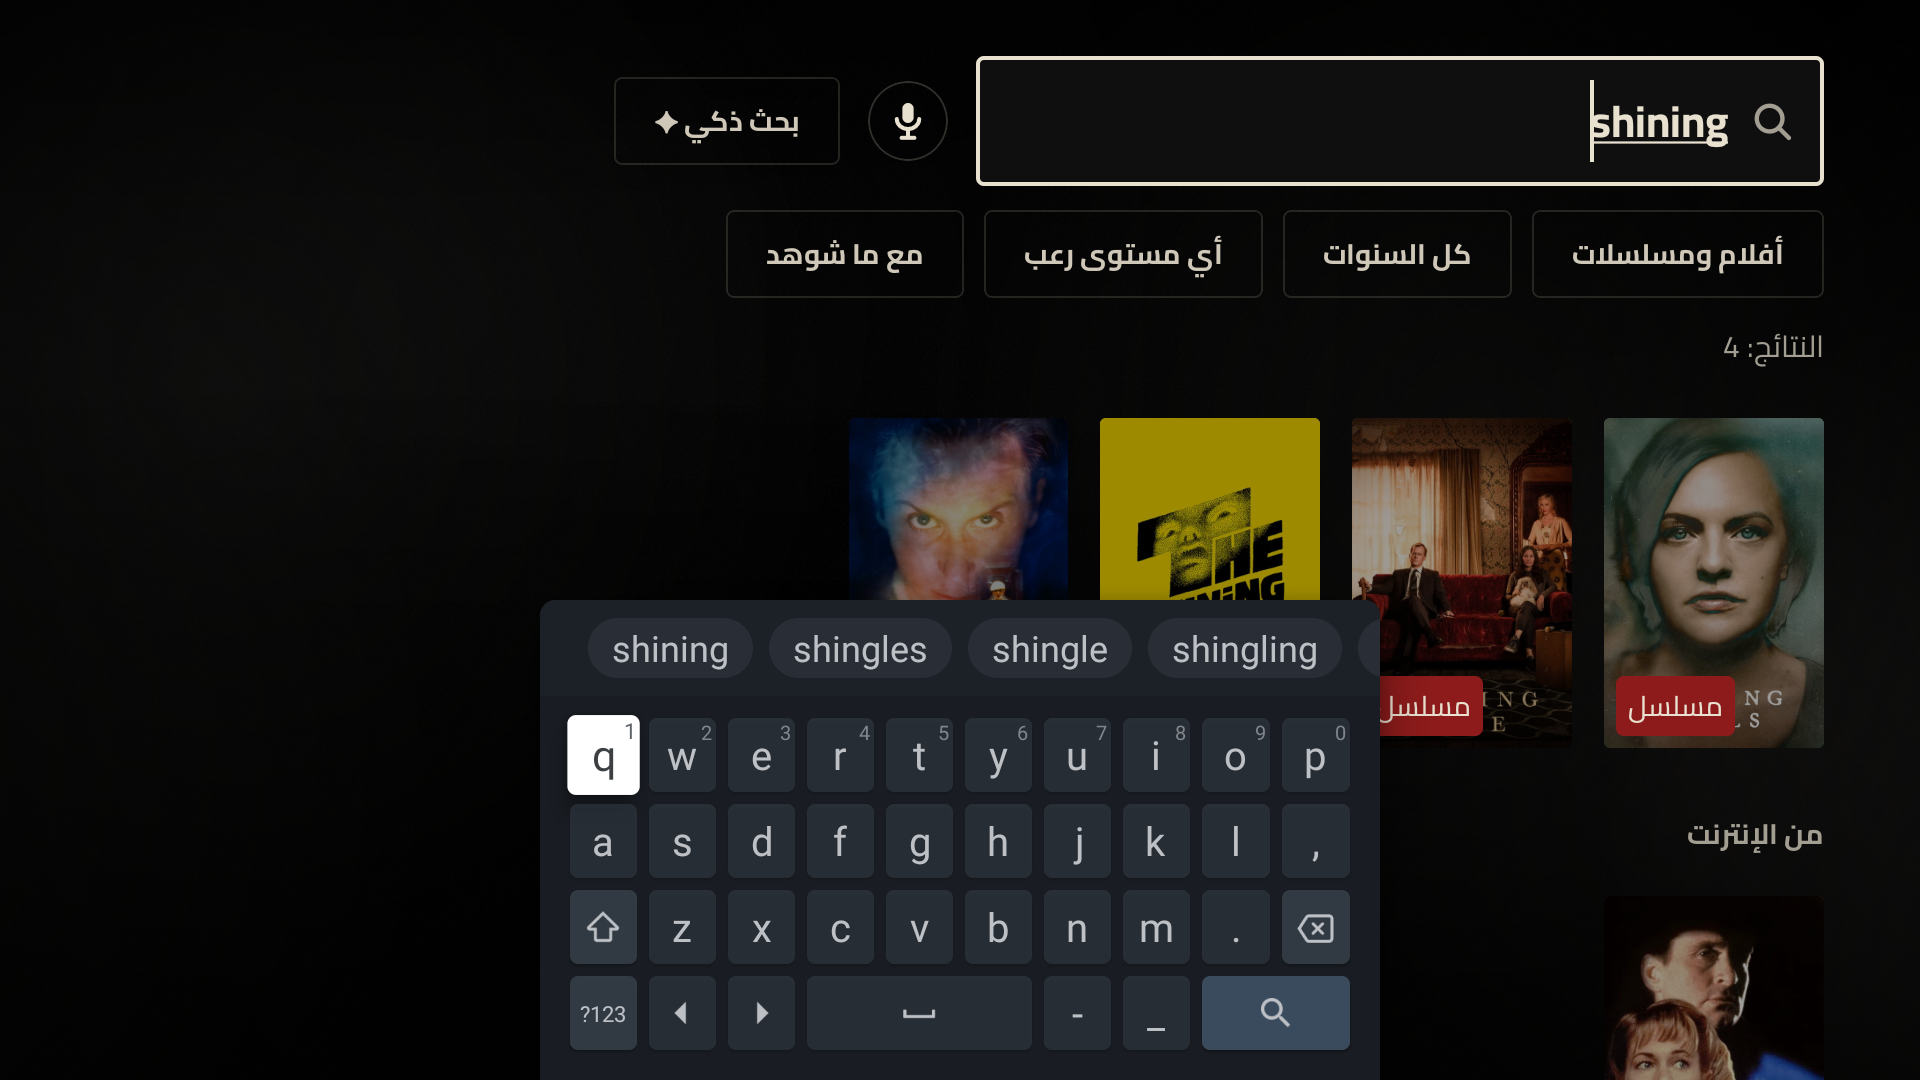 shining
بحث ذكي
أفلام ومسلسلات
كل السنوات
أي مستوى رعب
مع ما شوهد
النتائج: 4
THE
مسلسل
مسلسل
من الإنترنت
shining shingles shingle shingling
q 1 w 2 e 3 r 4 t 5 y 6 u 7 i 8 o 9 p 0
a s d f g h j k l ,
z x c v b n m .
?123 - _